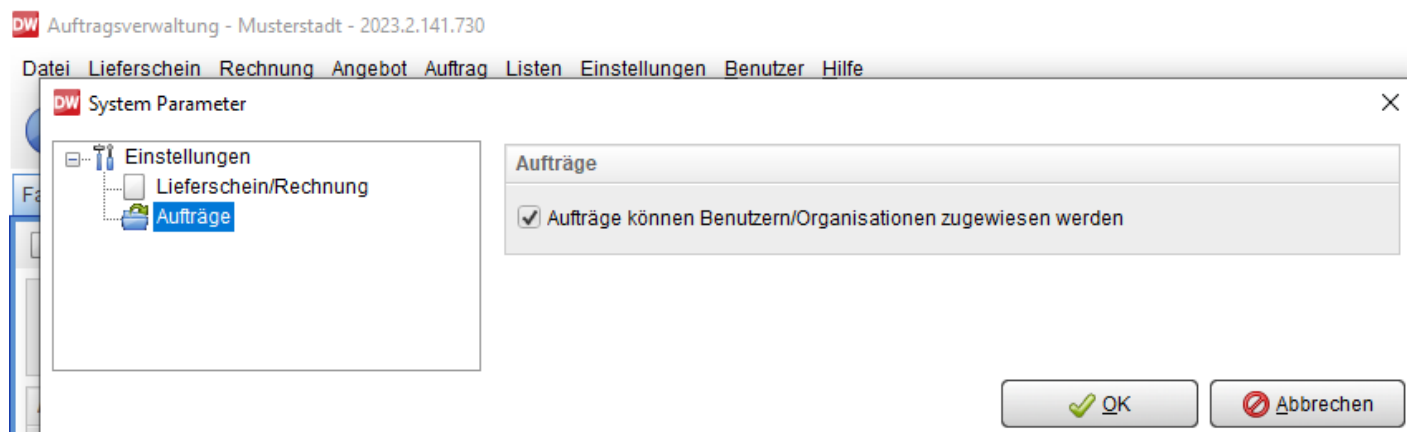 DW Auftragsverwaltung - Musterstadt - 2023.2.141.730
Datei Lieferschein Rechnung Angebot Auftrag Listen Einstellungen Benutzer Hilfe
DW System Parameter
Einstellungen
Lieferschein/Rechnung
Aufträge
Aufträge
Aufträge können Benutzern/Organisationen zugewiesen werden
OK Abbrechen